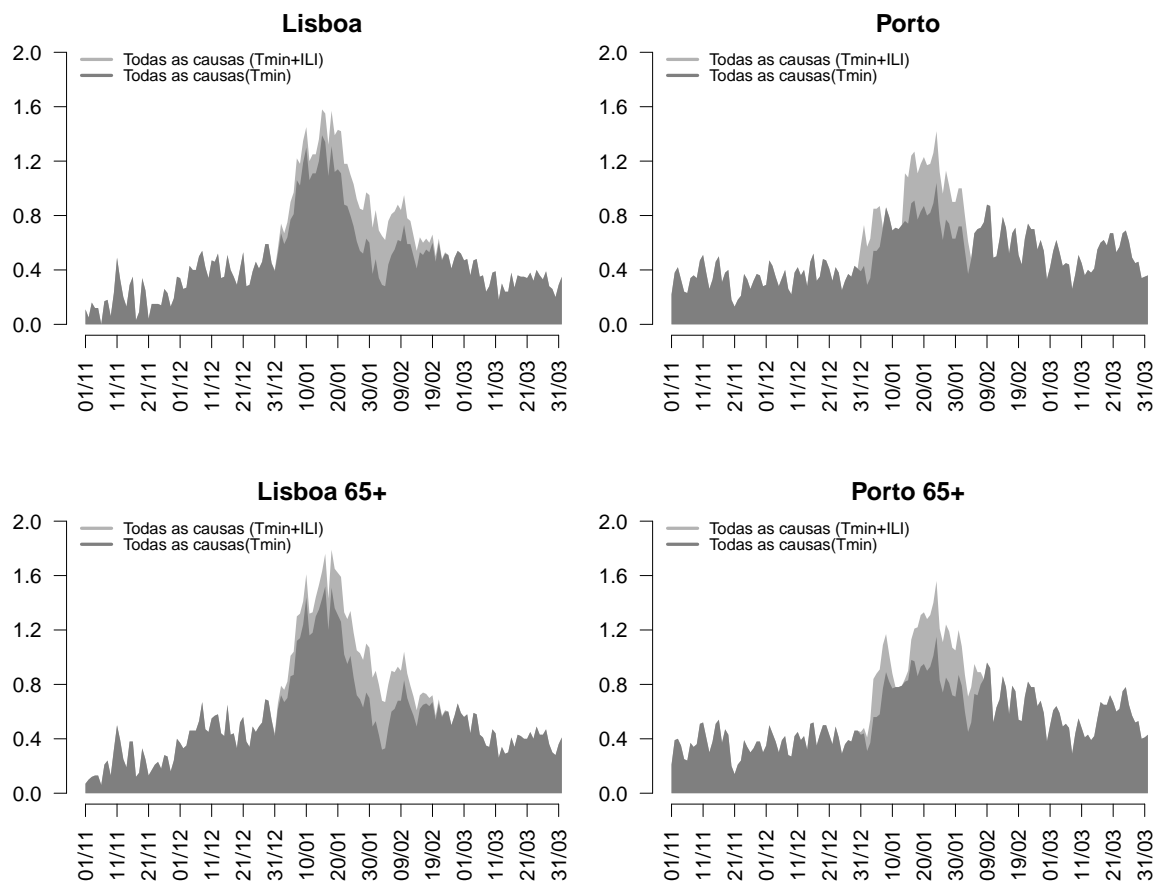 Lisboa
Todas as causas (Tmin+ILI)
Todas as causas(Tmin)
2.0
1.6
1.2
0.8
0.4
0.0
01/11 11/11 21/11 01/12 11/12 21/12 31/12 10/01 20/01 30/01 09/02 19/02 01/03 11/03 21/03 31/03
Porto
Todas as causas (Tmin+ILI)
Todas as causas(Tmin)
2.0
1.6
1.2
0.8
0.4
0.0
01/11 11/11 21/11 01/12 11/12 21/12 31/12 10/01 20/01 30/01 09/02 19/02 01/03 11/03 21/03 31/03
Lisboa 65+
Todas as causas (Tmin+ILI)
Todas as causas(Tmin)
2.0
1.6
1.2
0.8
0.4
0.0
01/11 11/11 21/11 01/12 11/12 21/12 31/12 10/01 20/01 30/01 09/02 19/02 01/03 11/03 21/03 31/03
Porto 65+
Todas as causas (Tmin+ILI)
Todas as causas(Tmin)
2.0
1.6
1.2
0.8
0.4
0.0
01/11 11/11 21/11 01/12 11/12 21/12 31/12 10/01 20/01 30/01 09/02 19/02 01/03 11/03 21/03 31/03